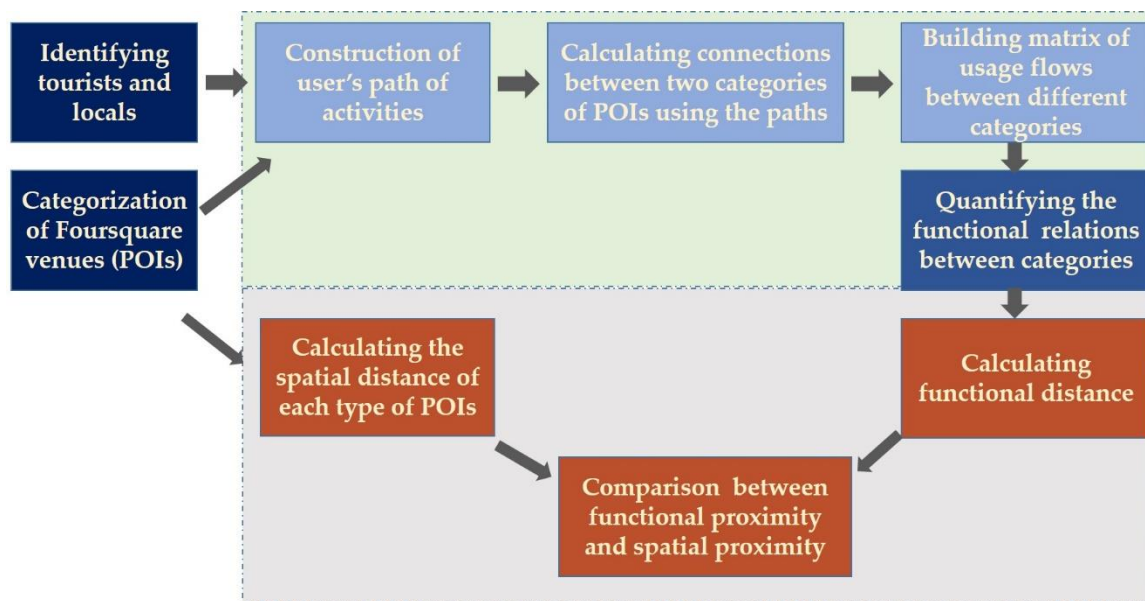 Identifying
tourists and
locals
Construction of
user's path of
activities
Calculating connections
between two categories
of POIs using the paths
Building matrix of
usage flows
between different
categories
Categorization
of Foursquare
venues (POIs)
Quantifying the
functional relations
between categories
Calculating the
spatial distance of
each type of POIs
Calculating
functional distance
Comparison between
functional proximity
and spatial proximity